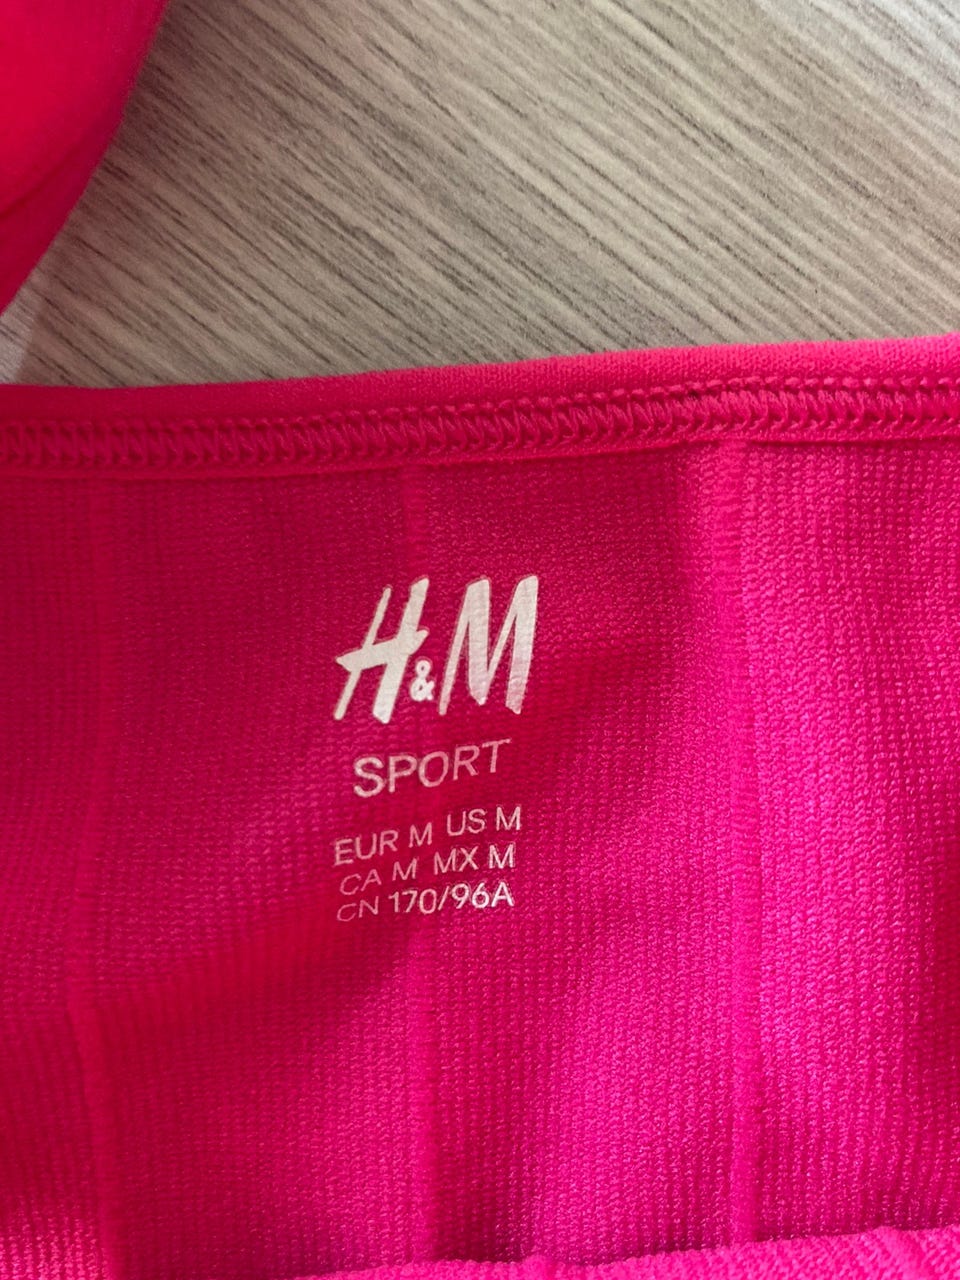 H&M
SPORT
EUR M US M
CA M MX M
CN 170/96A